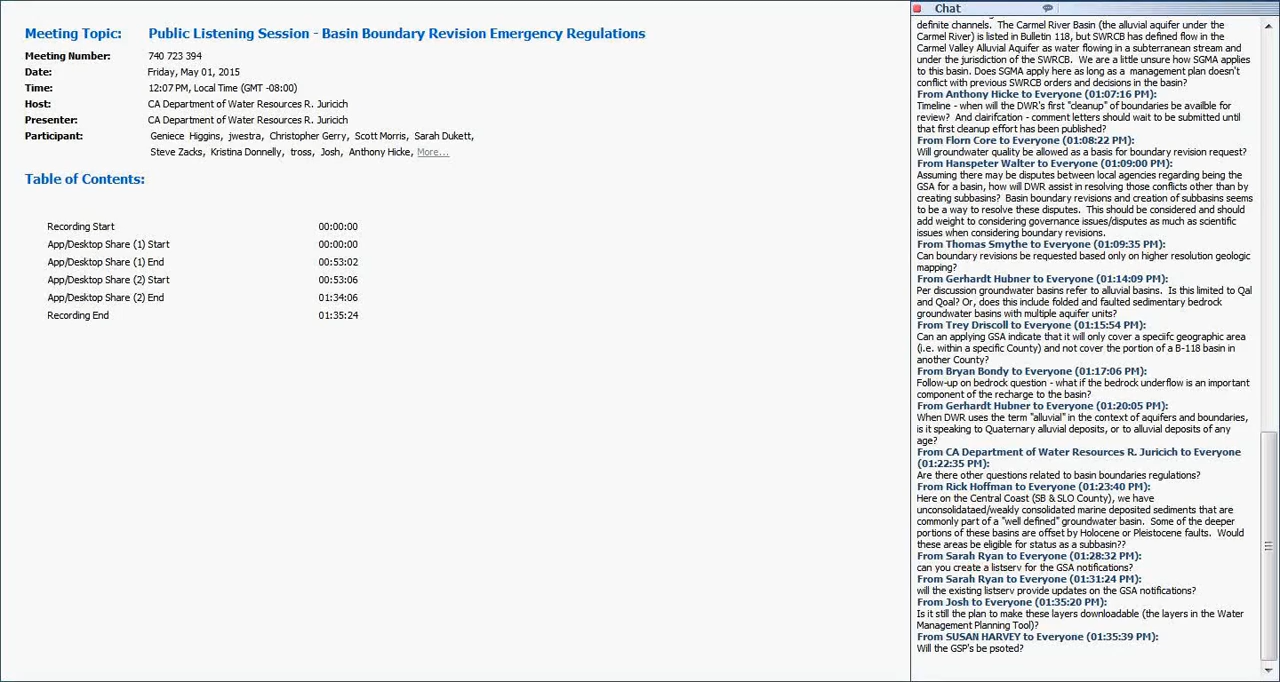 Meeting Topic: Public Listening Session - Basin Boundary Revision Emergency Regulations
Meeting Number: 740 723 394
Date: Friday, May 01, 2015
Time: 12:07 PM, Local Time (GMT -08:00)
Host: CA Department of Water Resources R. Juricich
Presenter: CA Department of Water Resources R. Juricich
Participant: Geniece Higgins, jwestra, Christopher Gerry, Scott Morris, Sarah Dukett,
Steve Zacks, Kristina Donnelly, tross, Josh, Anthony Hicke, More...
Table of Contents:
Recording Start 00:00:00
App/Desktop Share (1) Start 00:00:00
App/Desktop Share (1) End 00:53:02
App/Desktop Share (2) Start 00:53:06
App/Desktop Share (2) End 01:34:06
Recording End 01:35:24
Chat
definite channels. The Carmel River Basin (the alluvial aquifer under the
Carmel River) is listed in Bulletin 118, but SWRCB has defined flow in the
Carmel Valley Alluvial Aquifer as water flowing in a subterranean stream and
under the jurisdiction of the SWRCB. We are a little unsure how SGMA applies
to this basin. Does SGMA apply here as long as a management plan doesn't
conflict with previous SWRCB orders and decisions in the basin?
From Anthony Hicke to Everyone (01:07:16 PM):
Timeline - when will the DWR's first "cleanup" of boundaries be availble for
review? And clairifcation - comment letters should wait to be submitted until
that first cleanup effort has been published?
From Florn Core to Everyone (01:08:22 PM):
Will groundwater quality be allowed as a basis for boundary revision request?
From Hanspeter Walter to Everyone (01:09:00 PM):
Assuming there may be disputes between local agencies regarding being the
GSA for a basin, how will DWR assist in resolving those conflicts other than by
creating subbasins? Basin boundary revisions and creation of subbasins seems
to be a way to resolve these disputes. This should be considered and should
add weight to considering governance issues/disputes as much as scientific
issues when considering boundary revisions.
From Thomas Smythe to Everyone (01:09:35 PM):
Can boundary revisions be requested based only on higher resolution geologic
mapping?
From Gerhardt Hubner to Everyone (01:14:09 PM):
Per discussion groundwater basins refer to alluvial basins. Is this limited to Qal
and Qoal? Or, does this include folded and faulted sedimentary bedrock
groundwater basins with multiple aquifer units?
From Trey Driscoll to Everyone (01:15:54 PM):
Can an applying GSA indicate that it will only cover a speciifc geographic area
(i.e. within a specific County) and not cover the portion of a B-118 basin in
another County?
From Bryan Bondy to Everyone (01:17:06 PM):
Follow-up on bedrock question - what if the bedrock underflow is an important
component of the recharge to the basin?
From Gerhardt Hubner to Everyone (01:20:05 PM):
When DWR uses the term "alluvial" in the context of aquifers and boundaries,
is it speaking to Quaternary alluvial deposits, or to alluvial deposits of any
age?
From CA Department of Water Resources R. Juricich to Everyone
(01:22:35 PM):
Are there other questions related to basin boundaries regulations?
From Rick Hoffman to Everyone (01:23:40 PM):
Here on the Central Coast (SB & SLO County), we have
unconsolidataed/weakly consolidated marine deposited sediments that are
commonly part of a "well defined" groundwater basin. Some of the deeper
portions of these basins are offset by Holocene or Pleistocene faults. Would
these areas be eligible for status as a subbasin??
From Sarah Ryan to Everyone (01:28:32 PM):
can you create a listserv for the GSA notifications?
From Sarah Ryan to Everyone (01:31:24 PM):
will the existing listserv provide updates on the GSA notifications?
From Josh to Everyone (01:35:20 PM):
Is it still the plan to make these layers downloadable (the layers in the Water
Management Planning Tool)?
From SUSAN HARVEY to Everyone (01:35:39 PM):
Will the GSP's be psoted?